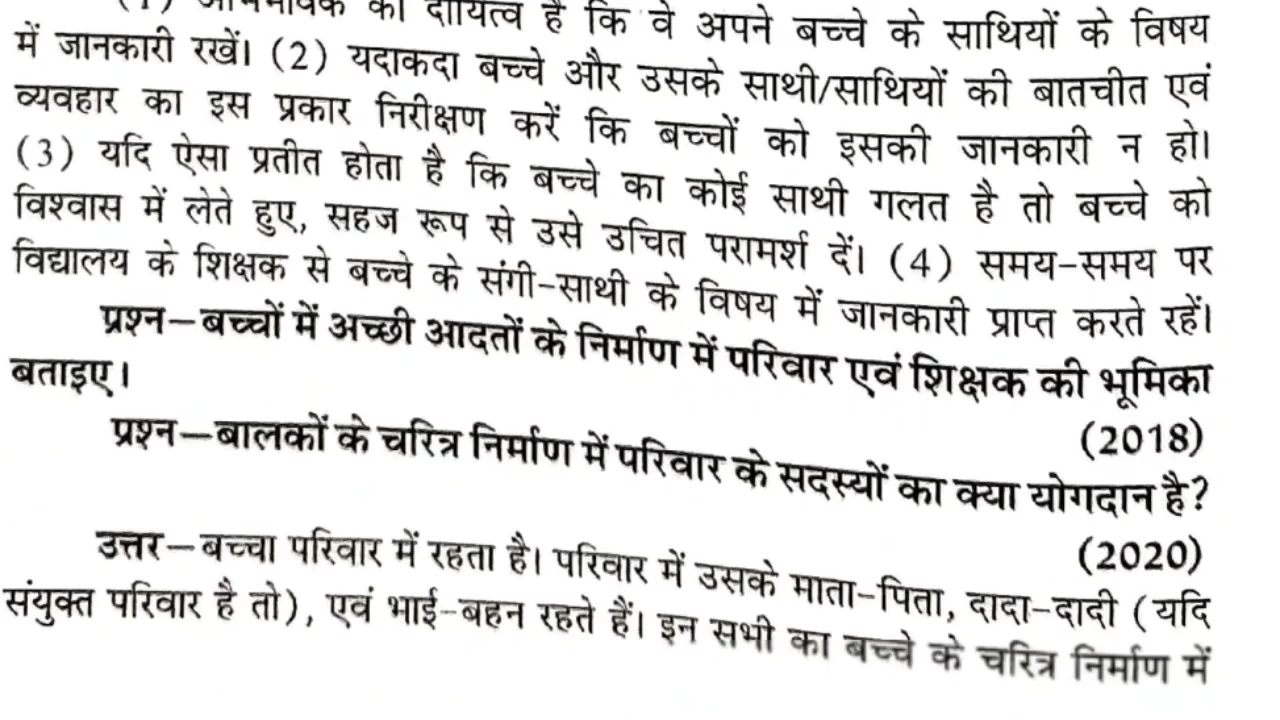 (1) अभिभावक का दायित्व है कि वे अपने बच्चे के साथियों के विषय
में जानकारी रखें। (2) यदाकदा बच्चे और उसके साथी/साथियों की बातचीत एवं
व्यवहार का इस प्रकार निरीक्षण करें कि बच्चों को इसकी जानकारी न हो।
(3) यदि ऐसा प्रतीत होता है कि बच्चे का कोई साथी गलत है तो बच्चे को
विश्वास में लेते हुए, सहज रूप से उसे उचित परामर्श दें। (4) समय-समय पर
विद्यालय के शिक्षक से बच्चे के संगी-साथी के विषय में जानकारी प्राप्त करते रहें।
प्रश्न—बच्चों में अच्छी आदतों के निर्माण में परिवार एवं शिक्षक की भूमिका
बताइए।
(2018)
प्रश्न—बालकों के चरित्र निर्माण में परिवार के सदस्यों का क्या योगदान है?
(2020)
उत्तर—बच्चा परिवार में रहता है। परिवार में उसके माता-पिता, दादा-दादी (यदि
संयुक्त परिवार है तो), एवं भाई-बहन रहते हैं। इन सभी का बच्चे के चरित्र निर्माण में